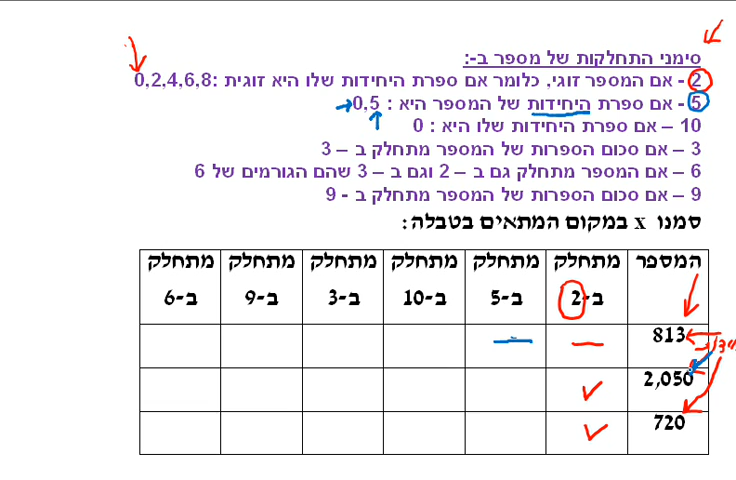 סימני התחלקות של מספר ב-:
2 - אם המספר זוגי. כלומר אם ספרת היחידות שלו היא זוגית :0,2,4,6,8
5 - אם ספרת היחידות של המספר היא : 0,5
10 – אם ספרת היחידות שלו היא : 0
3 – אם סכום הספרות של המספר מתחלק ב – 3
6 – אם המספר מתחלק גם ב – 2 וגם ב – 3 שהם הגורמים של 6
9 – אם סכום הספרות של המספר מתחלק ב - 9
סמנו x במקום המתאים בטבלה:
המספר מתחלק מתחלק מתחלק מתחלק מתחלק מתחלק
ב-2 ב-5 ב-10 ב-3 ב-9 ב-6
813
2,050
720